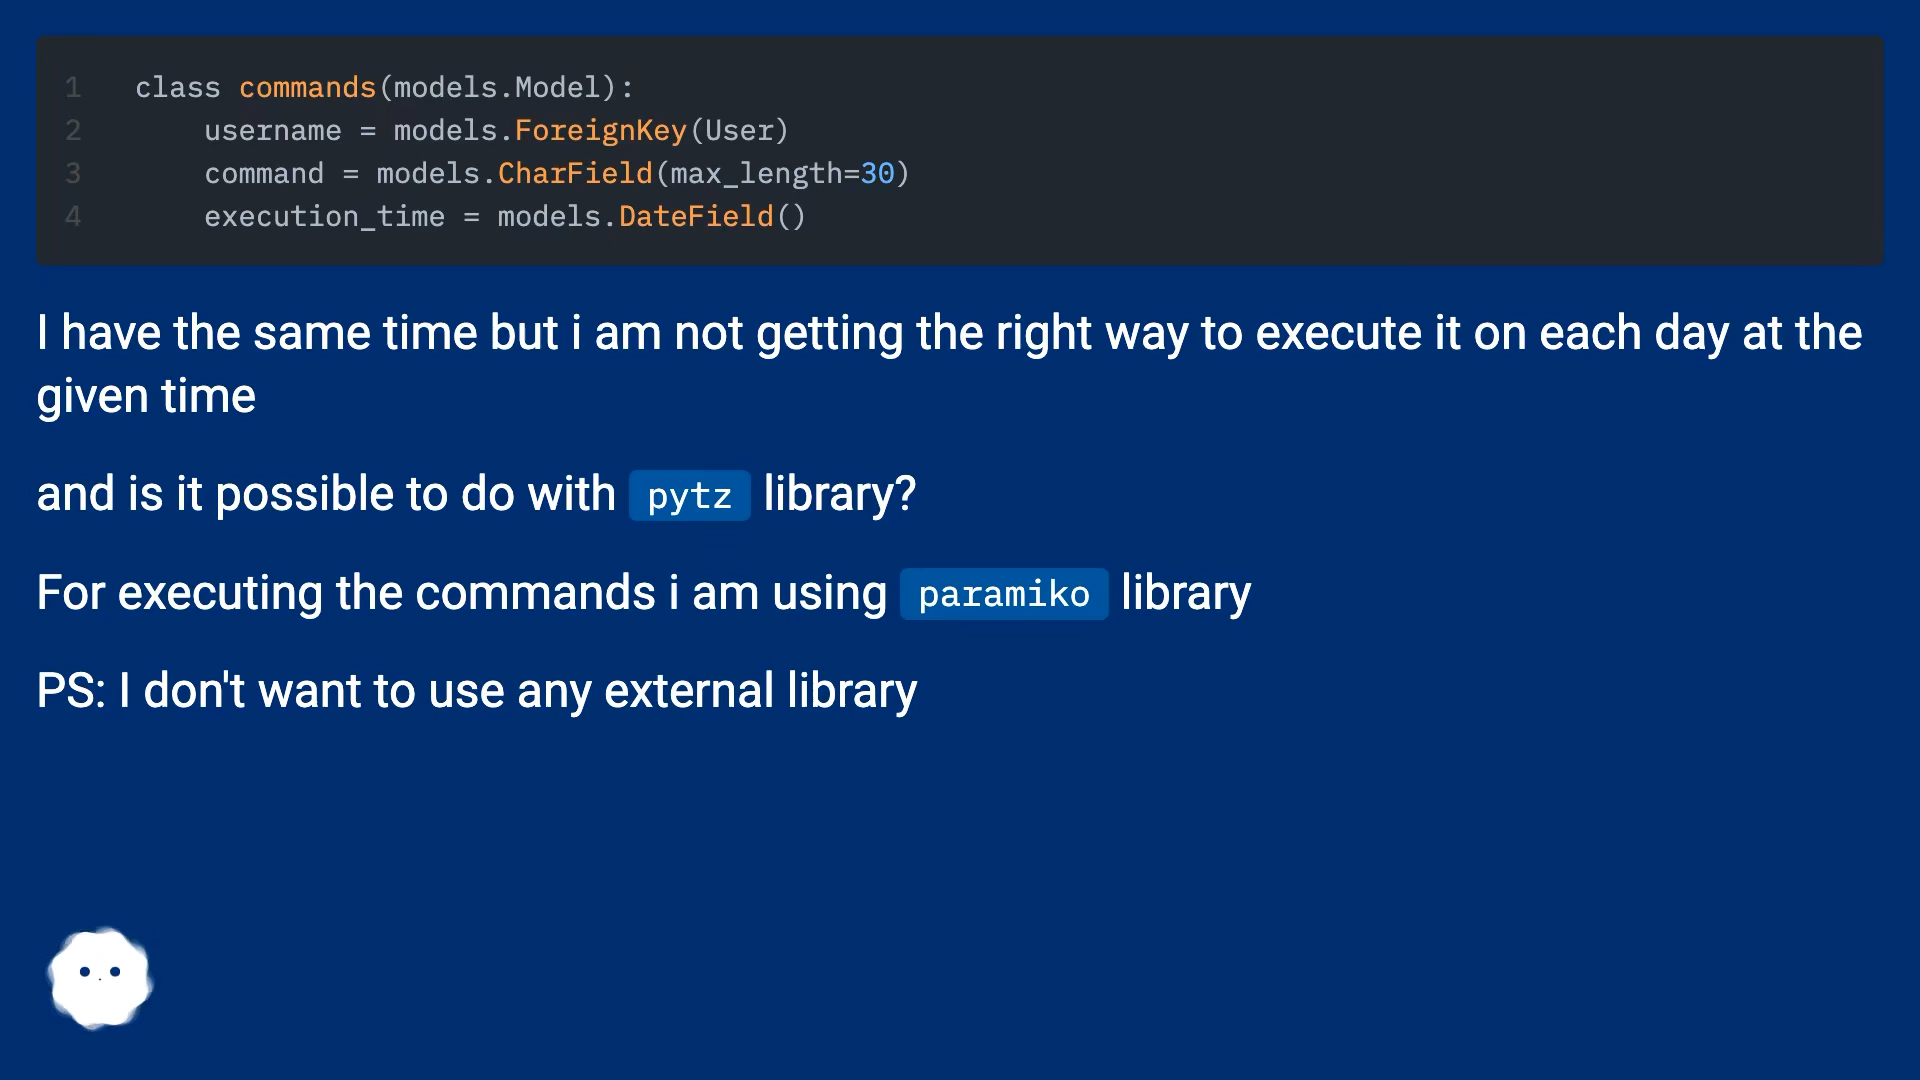 1 class commands(models.Model):
2 username = models.ForeignKey(User)
3 command = models.CharField(max_length=30)
4 execution_time = models.DateField()
I have the same time but i am not getting the right way to execute it on each day at the
given time
and is it possible to do with pytz library?
For executing the commands i am using paramiko library
PS: I don't want to use any external library